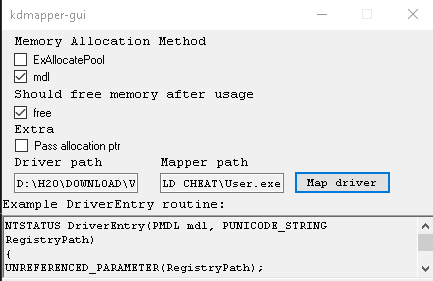 kdmapper-gui
Memory Allocation Method
ExAllocatePool
mdl
Should free memory after usage
free
Extra
Pass allocation ptr
Driver path Mapper path
D:\H2O\DOWNLOAD\V LD CHEAT\User.exe Map driver
Example DriverEntry routine:
NTSTATUS DriverEntry(PMDL mdl, PUNICODE_STRING
RegistryPath)
{
UNREFERENCED_PARAMETER(RegistryPath);